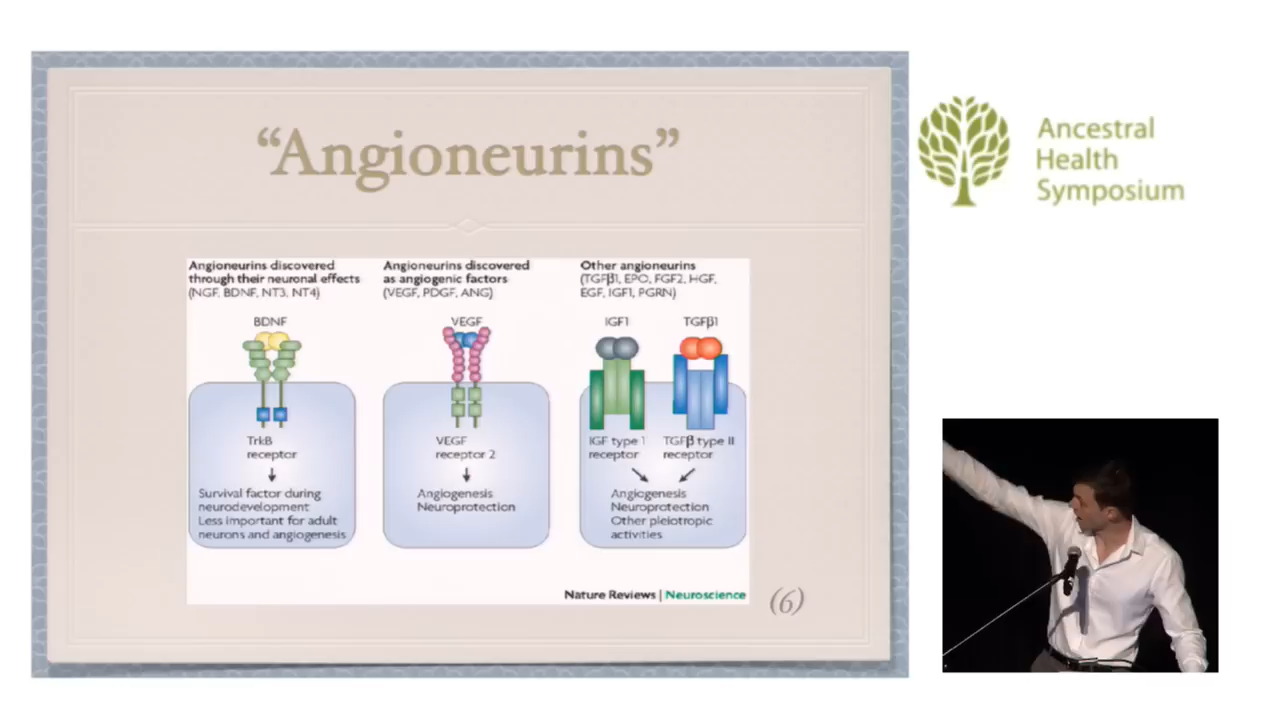 “Angioneurins”
Angioneurins discovered
through their neuronal effects
(NGF, BDNF, NT3, NT4)
BDNF
TrkB
receptor
Survival factor during
neurodevelopment
Less important for adult
neurons and angiogenesis
Angioneurins discovered
as angiogenic factors
(VEGF, PDGF, ANG)
VEGF
VEGF
receptor 2
Angiogenesis
Neuroprotection
Other angioneurins
(TGFβ1, EPO, FGF2, HGF,
EGF, IGF1, PGRN)
IGF1
TGFβ1
IGF type 1
receptor
TGFβ type II
receptor
Angiogenesis
Neuroprotection
Other pleiotropic
activities
Nature Reviews | Neuroscience
(6)
Ancestral
Health
Symposium